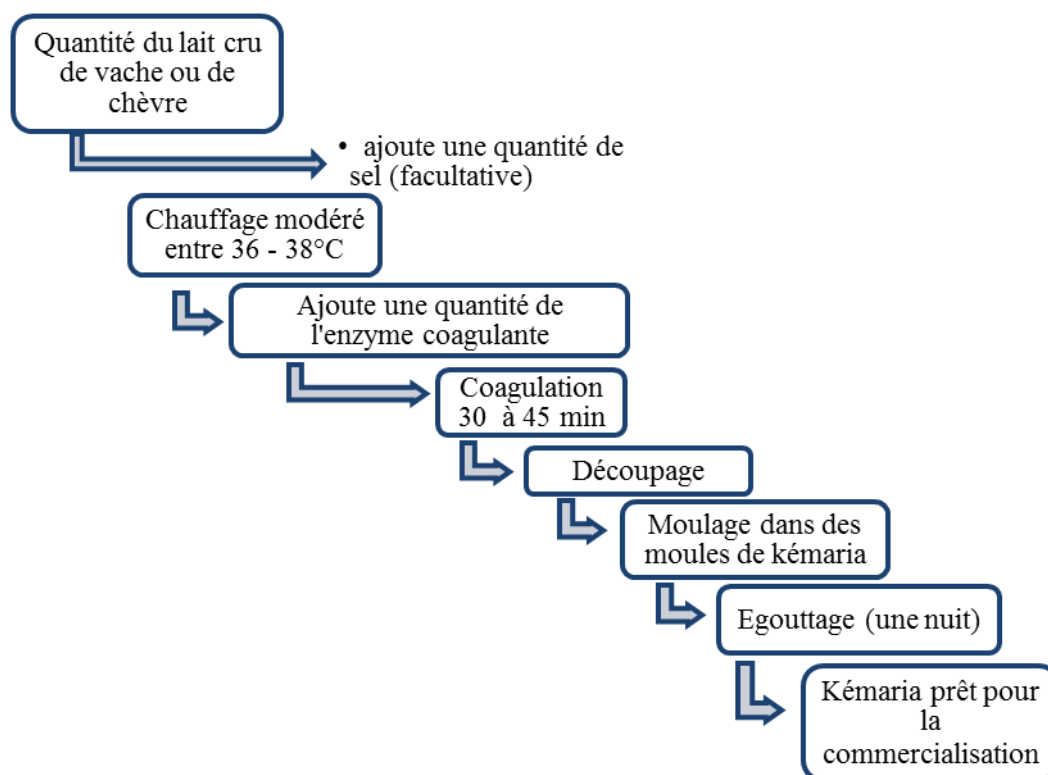 Quantité du lait cru
de vache ou de
chèvre
• ajoute une quantité de
sel (facultative)
Chauffage modéré
entre 36 - 38°C
Ajoute une quantité de
l'enzyme coagulante
Coagulation
30 à 45 min
Découpage
Moulage dans des
moules de kémaria
Egouttage (une nuit)
Kémaria prêt pour
la
commercialisation